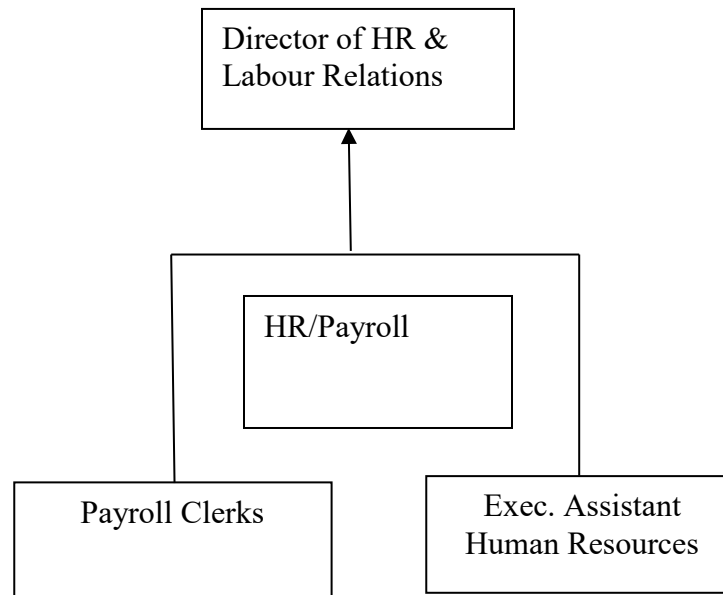 Director of HR &
Labour Relations
HR/Payroll
Payroll Clerks
Exec. Assistant
Human Resources